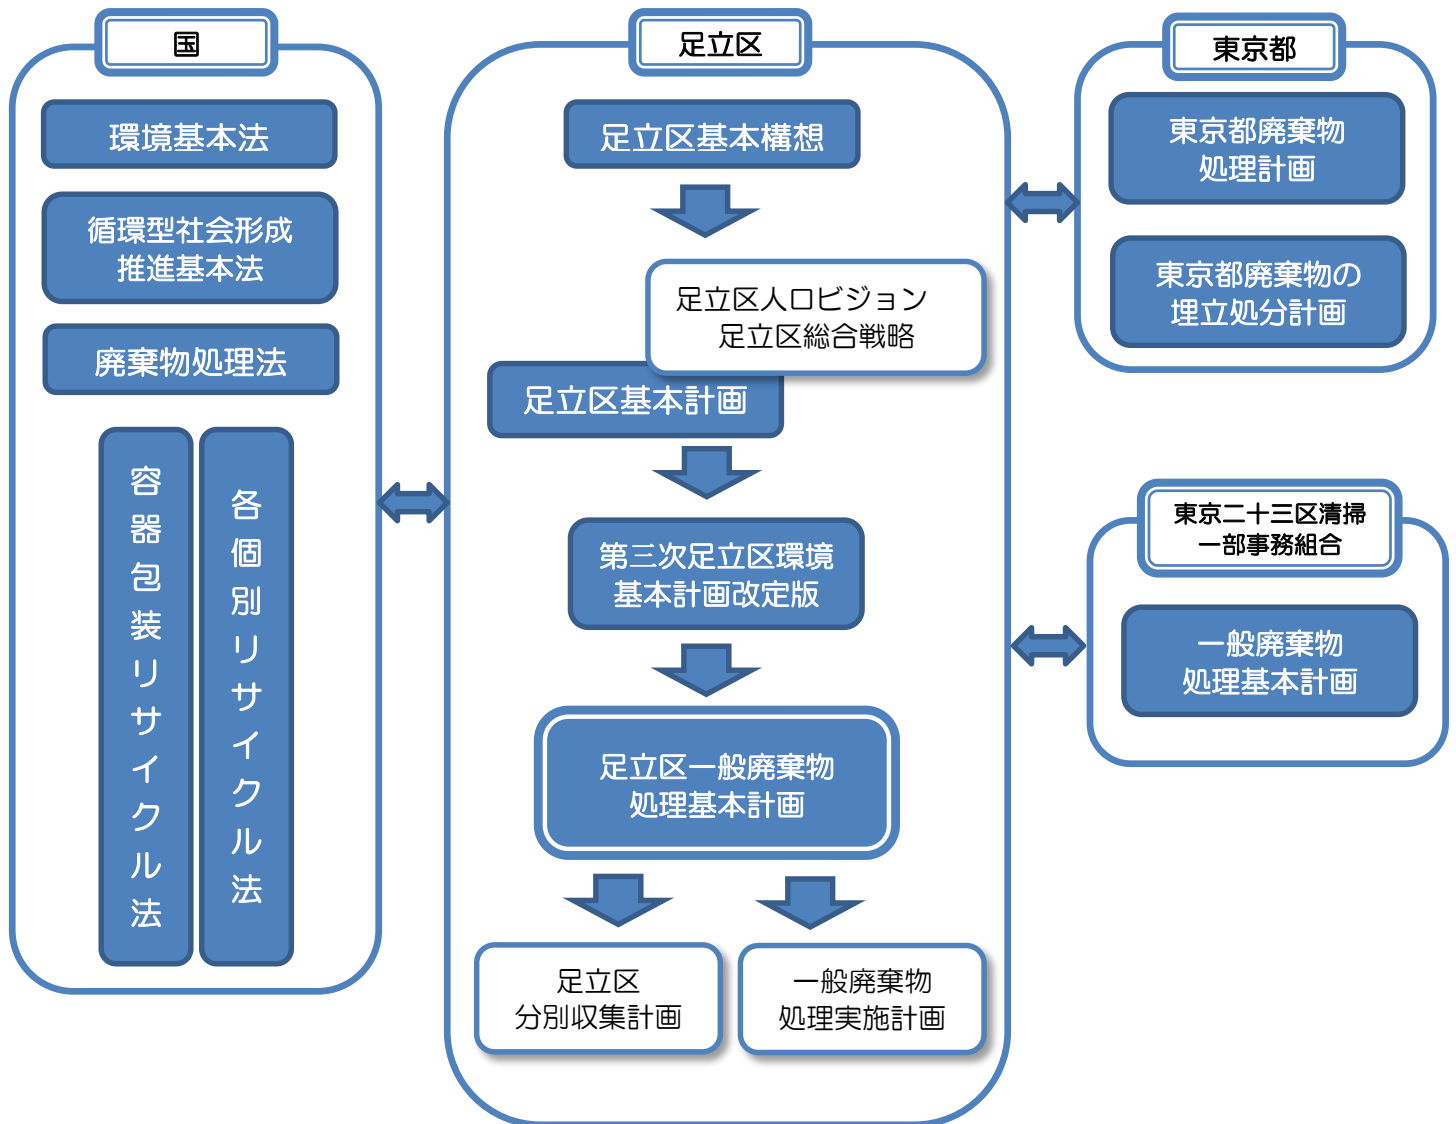 国
環境基本法
循環型社会形成
推進基本法
廃棄物処理法
容器包装リサイクル法
各個別リサイクル法
足立区
足立区基本構想
足立区人口ビジョン
足立区総合戦略
足立区基本計画
第三次足立区環境
基本計画改定版
足立区一般廃棄物
処理基本計画
足立区
分別収集計画
一般廃棄物
処理実施計画
東京都
東京都廃棄物
処理計画
東京都廃棄物の
埋立処分計画
東京二十三区清掃
一部事務組合
一般廃棄物
処理基本計画